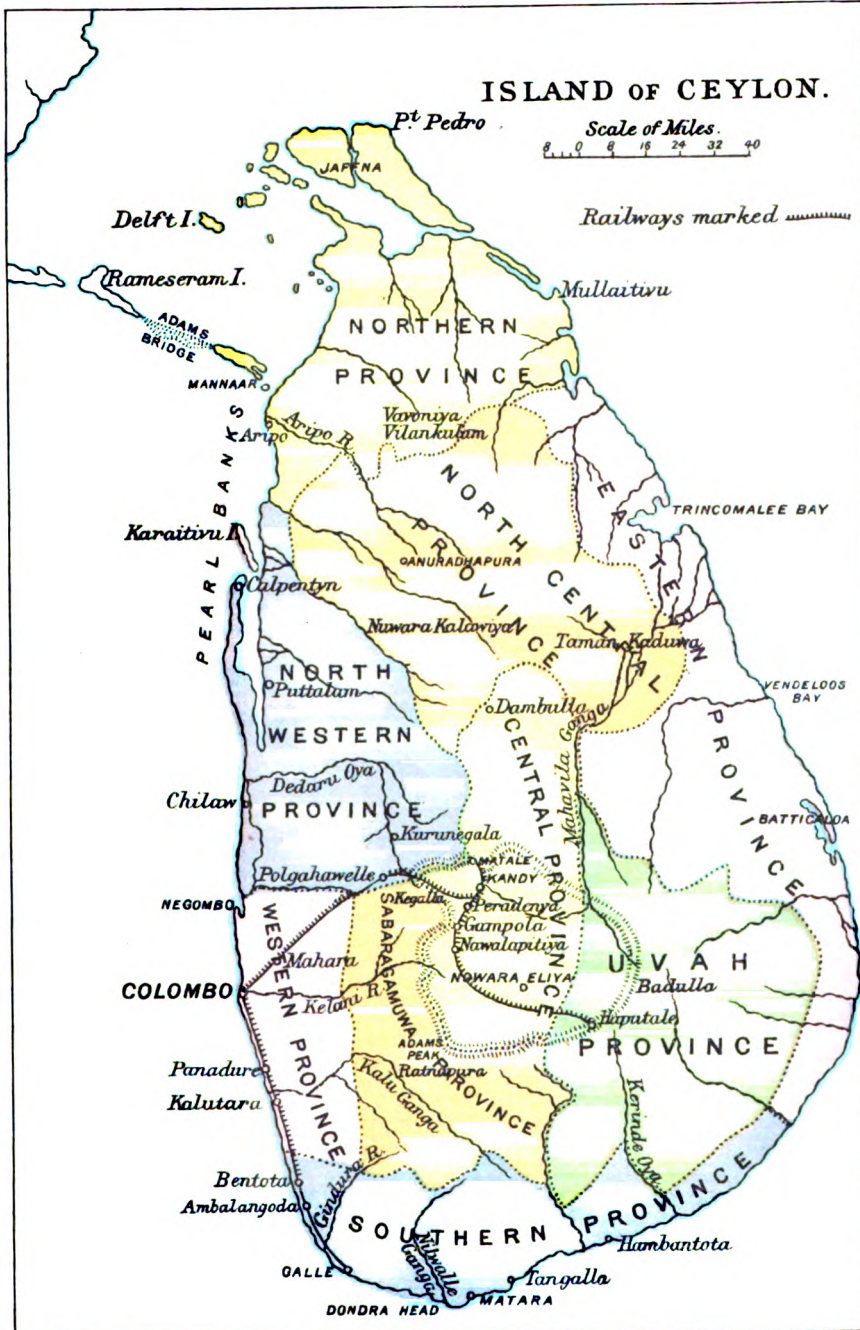 ISLAND OF CEYLON.
Scale of Miles.
8 0 8 16 24 32 40
Railways marked
Pt. Pedro
JAFFNA
Delft I.
Rameseram I.
Mullaitivu
ADAMS
BRIDGE
NORTHERN
PROVINCE
MANNAAR
Vavoniya
Vilankulam
Aripo R.
Aripo
PEARL BANKS
NORTH CENTRAL
PROVINCE
EASTERN
PROVINCE
TRINCOMALEE BAY
Karaitivu I
ANURADHAPURA
Calpentyn
Nuwara Kalawiya
Taman Kaduwa
NORTH
WESTERN
PROVINCE
Puttalam
VENDELOOS
BAY
Dambulla
CENTRAL PROVINCE
Mahavila Ganga
Dedaru Oya
Chilaw
BATTICALOA
Kurunegala
MATALE
KANDY
Polgahawelle
Kegalla
Peradenya
NEGOMBO
Gampola
Nawalapitiya
WESTERN PROVINCE
SABARAGAMUWA PROVINCE
Mahara
UVAH
PROVINCE
NOWARA ELIYA
Badulla
COLOMBO
Kelani R.
Haputale
ADAMS
PEAK
Ratnapura
Panadure
Kalu Ganga
Kalutara
Kerinde Oya
Bentota
Gindura R.
Ambalangoda
SOUTHERN PROVINCE
Nilwalle
Ganga
Hambantota
GALLE
Tangalla
MATARA
DONDRA HEAD